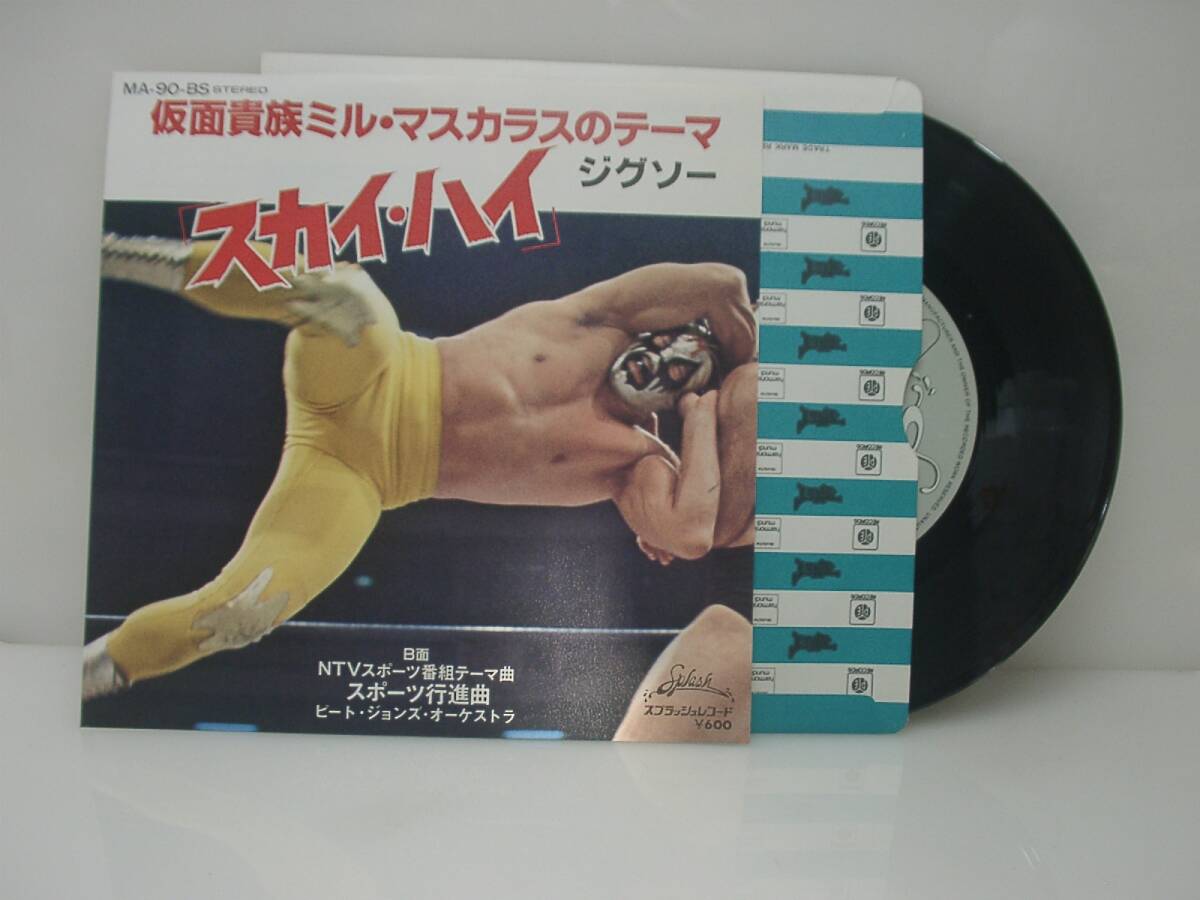 MA-90-BS STEREO
仮面貴族ミル・マスカラスのテーマ
「スカイ・ハイ」
ジグソー
B面
NTVスポーツ番組テーマ曲
スポーツ行進曲
ビート・ジョンズ・オーケストラ
Splash
スプラッシュレコード
¥600